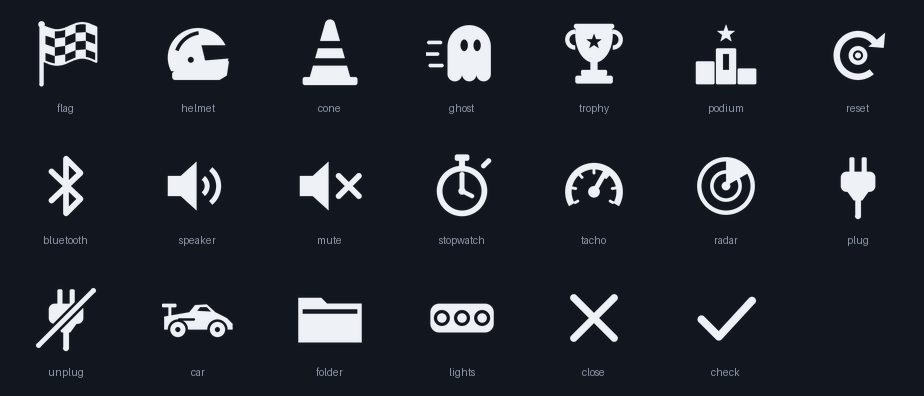 flag helmet cone ghost trophy podium reset
bluetooth speaker mute stopwatch tacho radar plug
unplug car folder lights close check